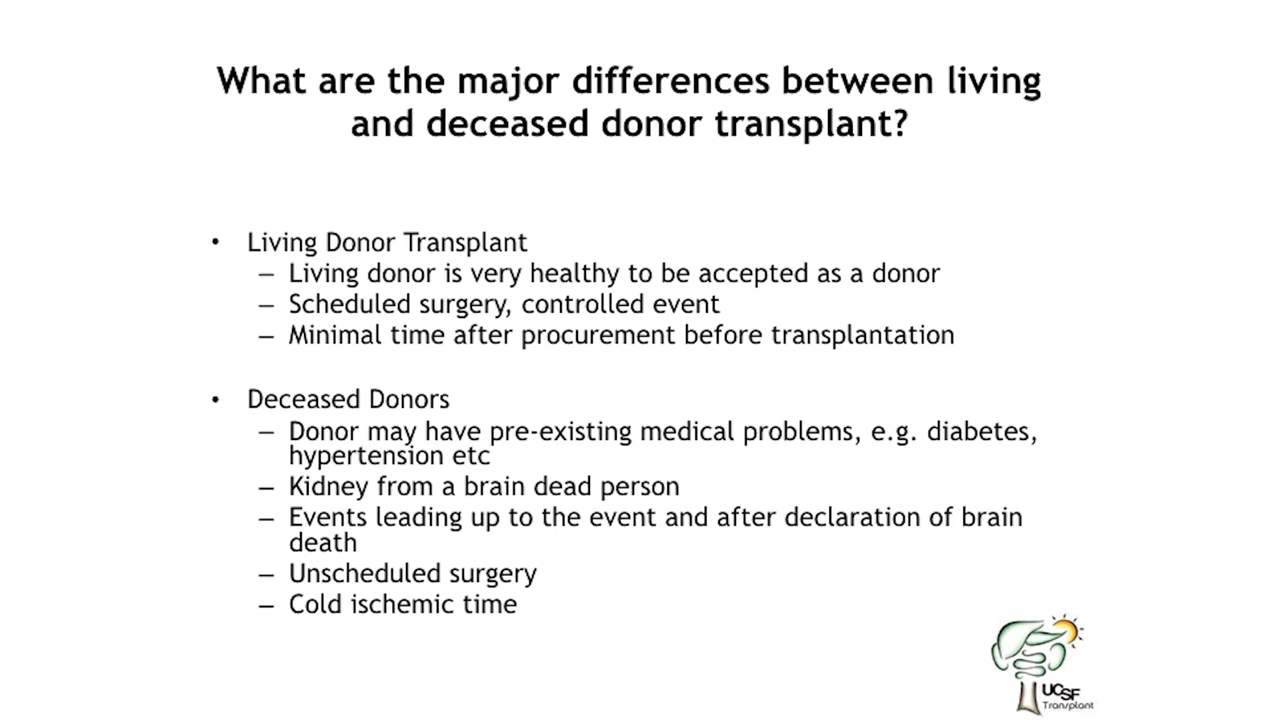 What are the major differences between living
and deceased donor transplant?
• Living Donor Transplant
– Living donor is very healthy to be accepted as a donor
– Scheduled surgery, controlled event
– Minimal time after procurement before transplantation
• Deceased Donors
– Donor may have pre-existing medical problems, e.g. diabetes,
hypertension etc
– Kidney from a brain dead person
– Events leading up to the event and after declaration of brain
death
– Unscheduled surgery
– Cold ischemic time
UCSF
Transplant